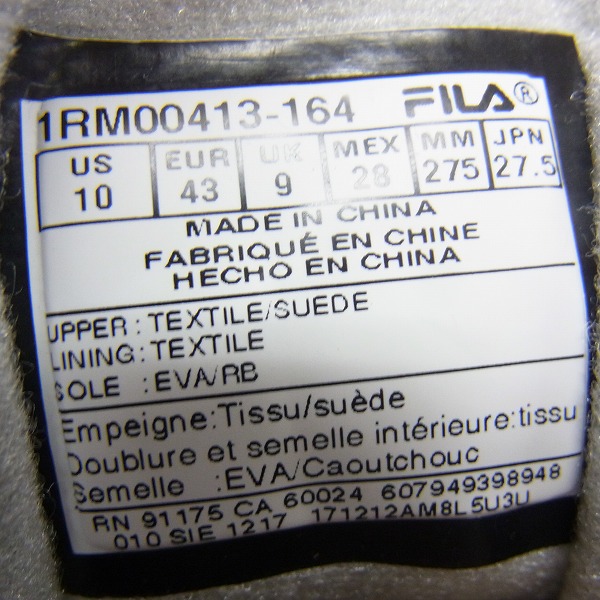 1RM00413-164 FILA®
US EUR UK MEX MM JPN
10 43 9 28 275 27.5
MADE IN CHINA
FABRIQUÉ EN CHINE
HECHO EN CHINA
UPPER : TEXTILE/SUEDE
LINING: TEXTILE
SOLE : EVA/RB
Empeigne:Tissu/suède
Doublure et semelle intérieure:tissu
Semelle :EVA/Caoutchouc
RN 91175 CA 60024 607949398948
010 SIE 1217 171212AM8L5U3U